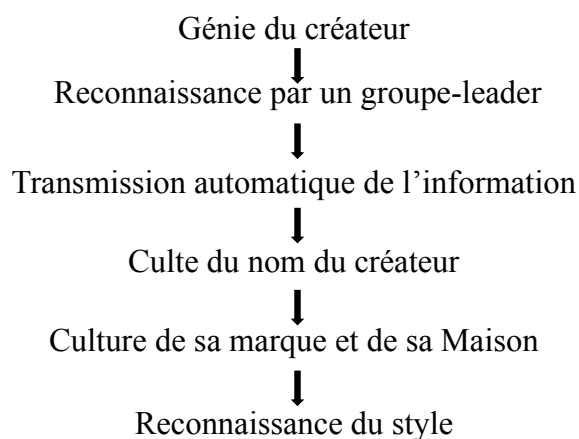 Génie du créateur
Reconnaissance par un groupe-leader
Transmission automatique de l’information
Culte du nom du créateur
Culture de sa marque et de sa Maison
Reconnaissance du style